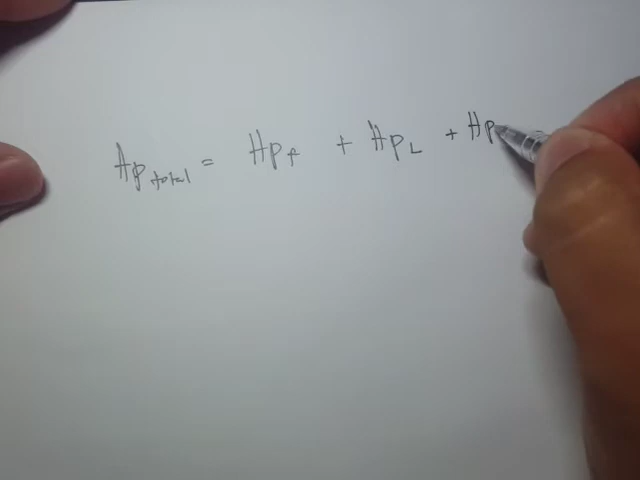 Hp total = Hp f + Hp L + Hp